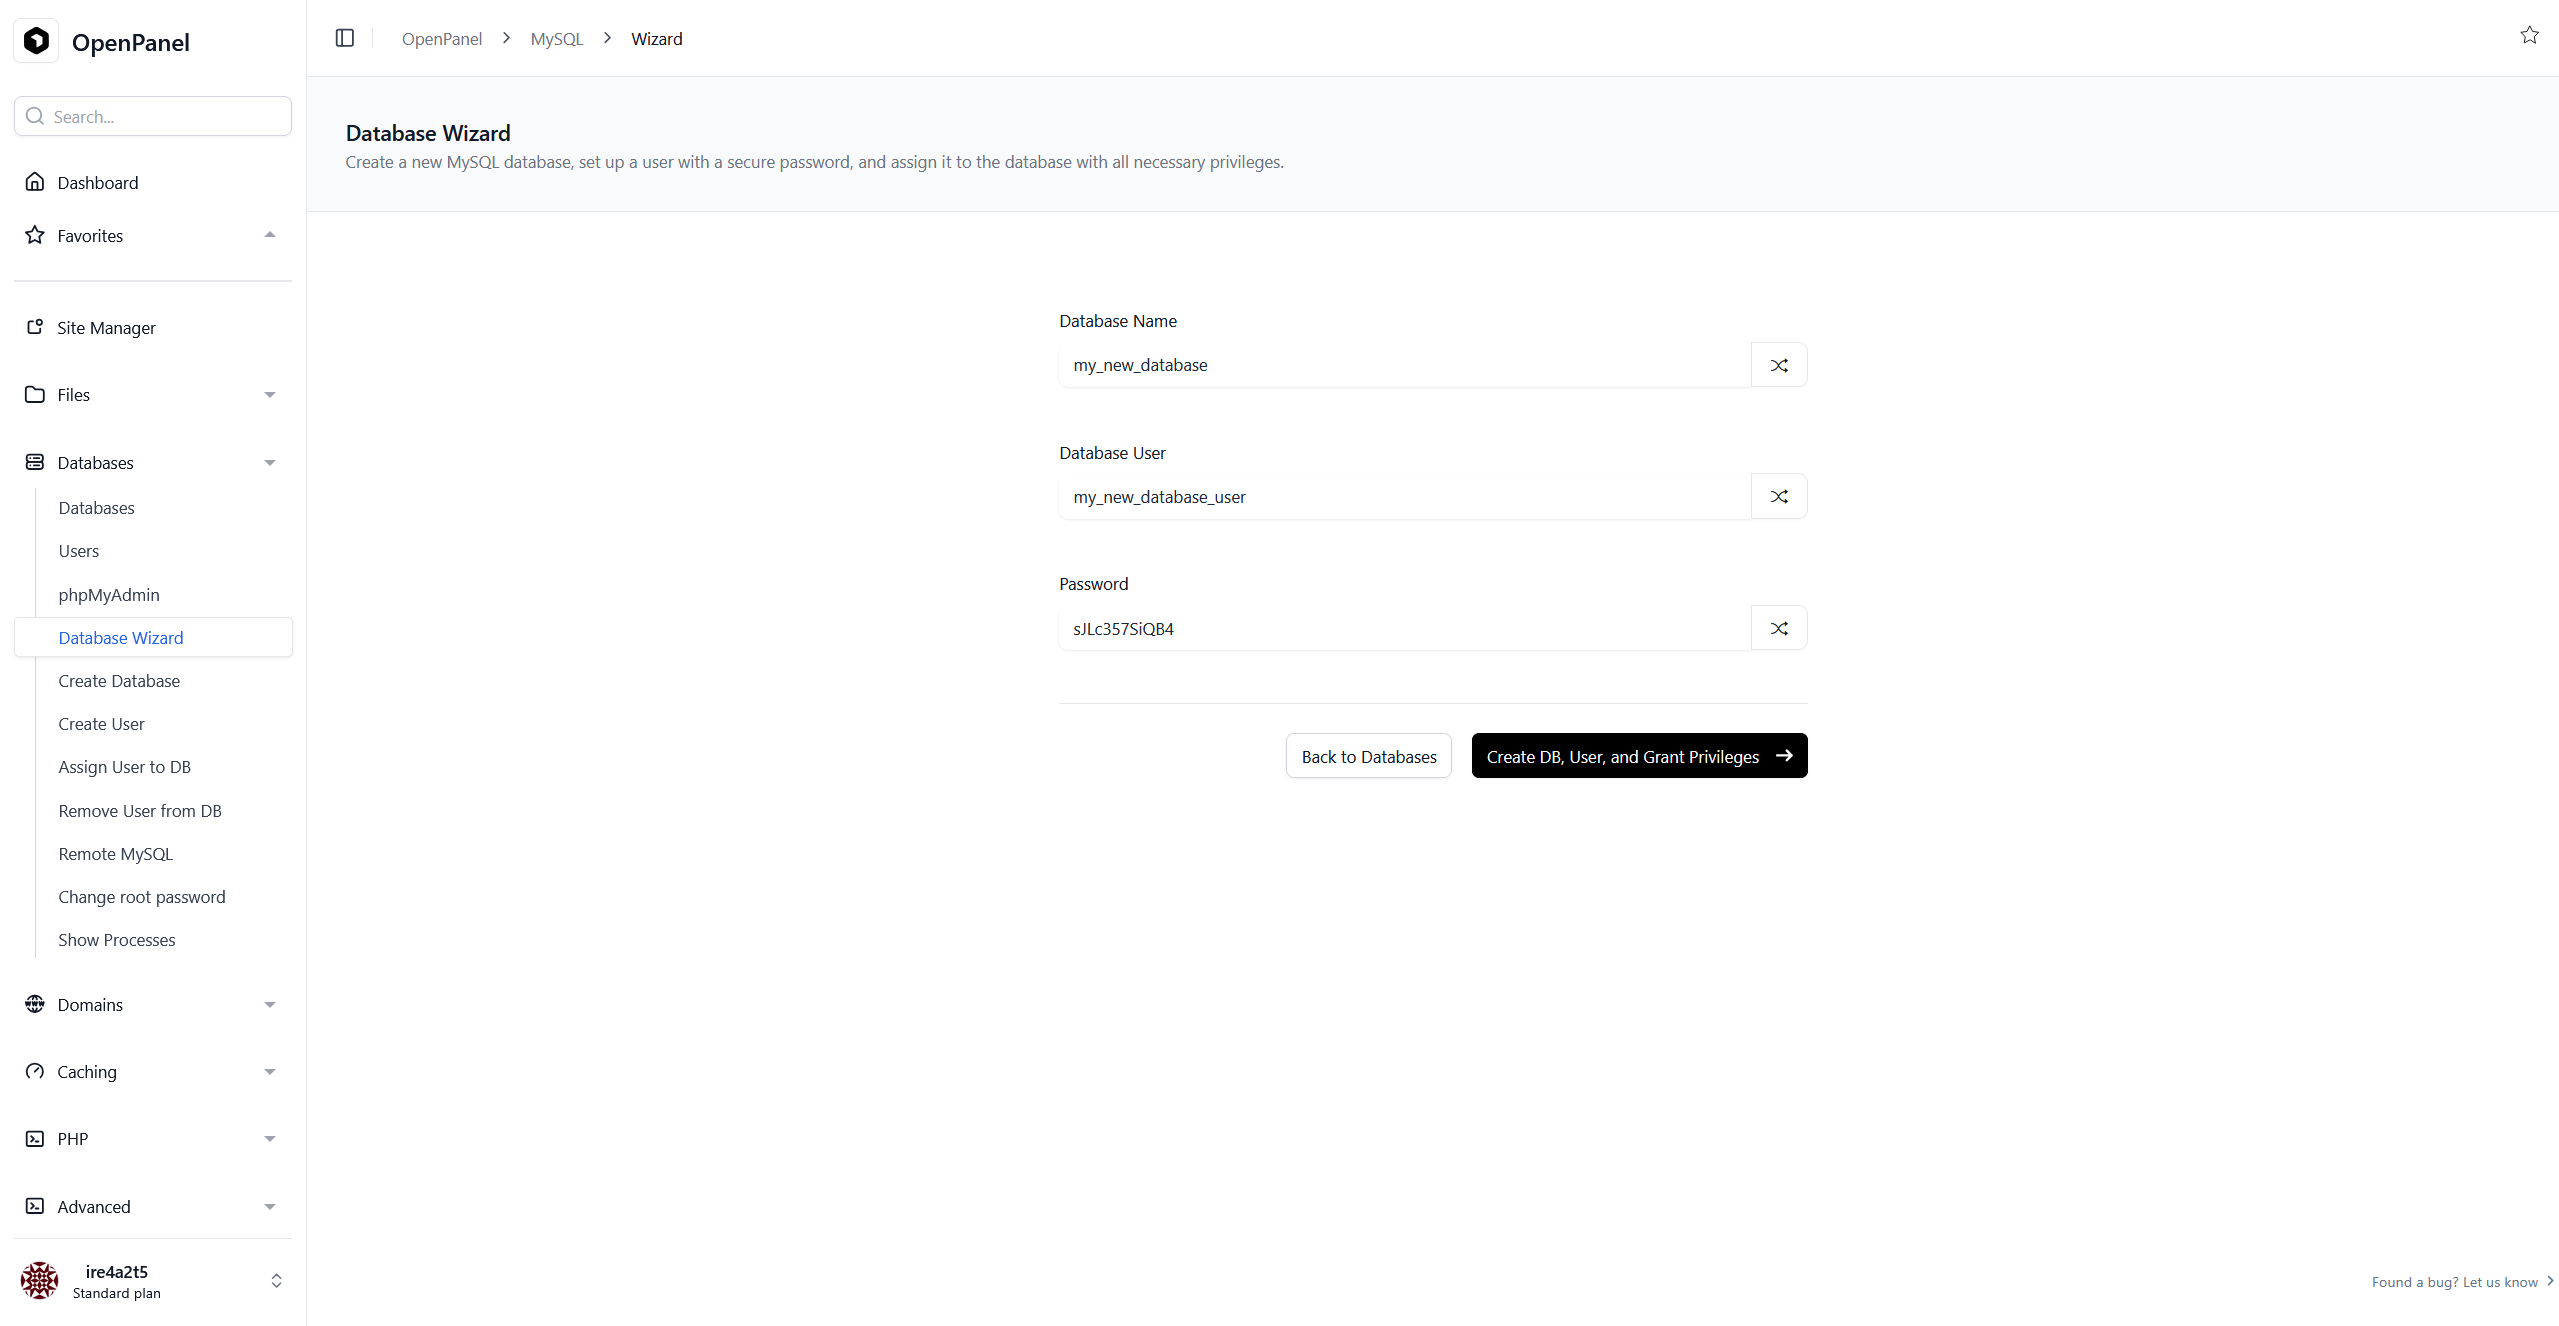 OpenPanel
Search...
Dashboard
Favorites
Site Manager
Files
Databases
Databases
Users
phpMyAdmin
Database Wizard
Create Database
Create User
Assign User to DB
Remove User from DB
Remote MySQL
Change root password
Show Processes
Domains
Caching
PHP
Advanced
ire4a2t5
Standard plan
OpenPanel > MySQL > Wizard
Database Wizard
Create a new MySQL database, set up a user with a secure password, and assign it to the database with all necessary privileges.
Database Name
my_new_database
Database User
my_new_database_user
Password
sJLc357SiQB4
Back to Databases
Create DB, User, and Grant Privileges →
Found a bug? Let us know >